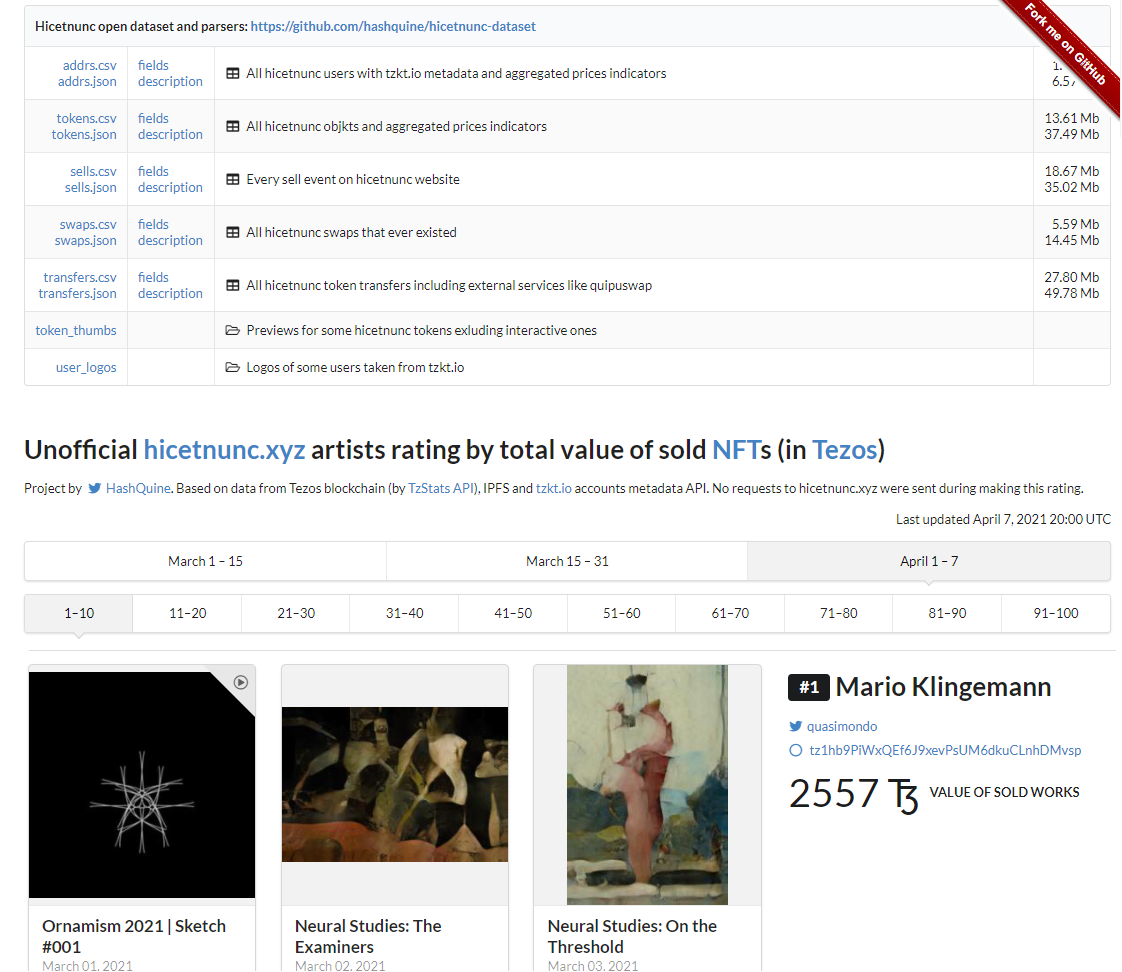 Hicetnunc open dataset and parsers: https://github.com/hashquine/hicetnunc-dataset
Fork me on GitHub
addrs.csv
addrs.json
fields
description
All hicetnunc users with tzkt.io metadata and aggregated prices indicators
tokens.csv
tokens.json
fields
description
All hicetnunc objkts and aggregated prices indicators
13.61 Mb
37.49 Mb
sells.csv
sells.json
fields
description
Every sell event on hicetnunc website
18.67 Mb
35.02 Mb
swaps.csv
swaps.json
fields
description
All hicetnunc swaps that ever existed
5.59 Mb
14.45 Mb
transfers.csv
transfers.json
fields
description
All hicetnunc token transfers including external services like quipuswap
27.80 Mb
49.78 Mb
token_thumbs
Previews for some hicetnunc tokens exluding interactive ones
user_logos
Logos of some users taken from tzkt.io
Unofficial hicetnunc.xyz artists rating by total value of sold NFTs (in Tezos)
Project by HashQuine. Based on data from Tezos blockchain (by TzStats API), IPFS and tzkt.io accounts metadata API. No requests to hicetnunc.xyz were sent during making this rating.
Last updated April 7, 2021 20:00 UTC
March 1 – 15
March 15 – 31
April 1 – 7
1–10
11–20
21–30
31–40
41–50
51–60
61–70
71–80
81–90
91–100
#1 Mario Klingemann
quasimondo
tz1hb9PiWxQEf6J9xevPsUM6dkuCLnhDMvsp
2557 ꜩ VALUE OF SOLD WORKS
Ornamism 2021 | Sketch
#001
March 01, 2021
Neural Studies: The
Examiners
March 02, 2021
Neural Studies: On the
Threshold
March 03, 2021